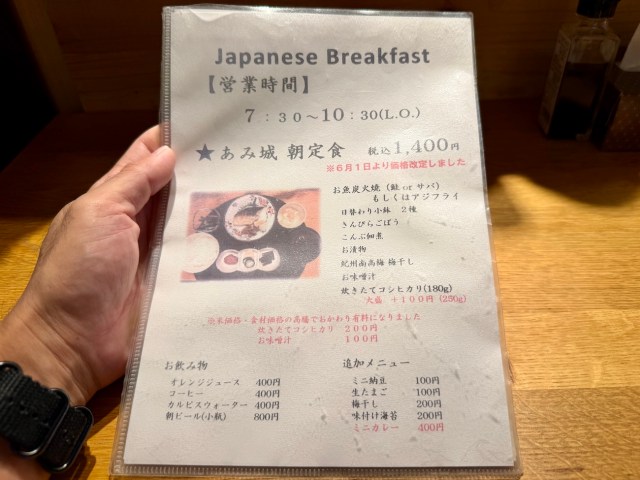 Japanese Breakfast
【営業時間】
7：30～10：30(L.O.)
★あみ城 朝定食 税込1,400円
※6月1日より価格改定しました
お魚炭火焼（鮭 or サバ）
もしくはアジフライ
日替わり小鉢 2種
きんぴらごぼう
こんぶ佃煮
お漬物
紀州南高梅 梅干し
お味噌汁
炊きたてコシヒカリ(180g)
大盛 +100円(250g)
※米価格・食材価格の高騰でおかわり有料になりました
炊きたてコシヒカリ 200円
お味噌汁 100円
お飲み物
オレンジジュース 400円
コーヒー 400円
カルピスウォーター 400円
朝ビール(小瓶) 800円
追加メニュー
ミニ納豆 100円
生たまご 100円
梅干し 200円
味付け海苔 200円
ミニカレー 400円